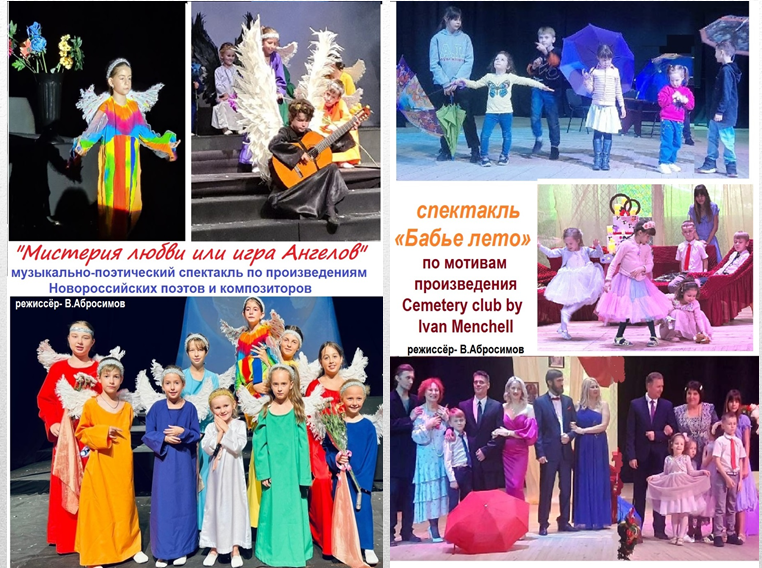 "Мистерия любви или игра Ангелов"
музыкально-поэтический спектакль по произведениям
Новороссийских поэтов и композиторов
режиссёр- В.Абросимов
спектакль
«Бабье лето»
по мотивам
произведения
Cemetery club by
Ivan Menchell
режиссёр- В.Абросимов